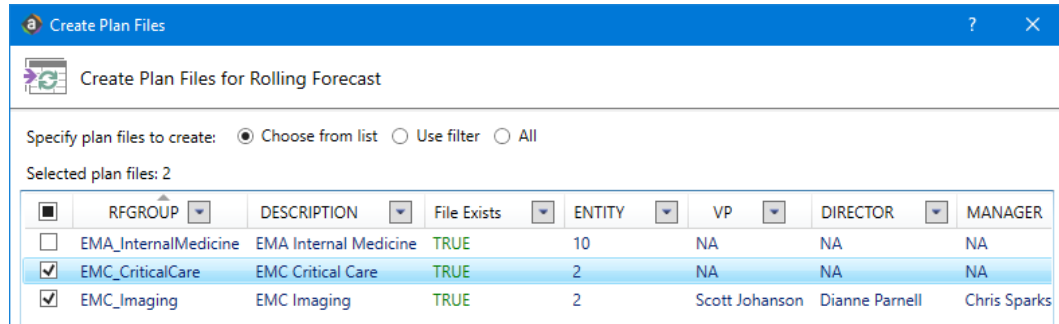 Create Plan Files ?
Create Plan Files for Rolling Forecast
Specify plan files to create: Choose from list Use filter All
Selected plan files: 2
RFGROUP DESCRIPTION File Exists ENTITY VP DIRECTOR MANAGER
EMA_InternalMedicine EMA Internal Medicine TRUE 10 NA NA NA
EMC_CriticalCare EMC Critical Care TRUE 2 NA NA NA
EMC_Imaging EMC Imaging TRUE 2 Scott Johanson Dianne Parnell Chris Sparks